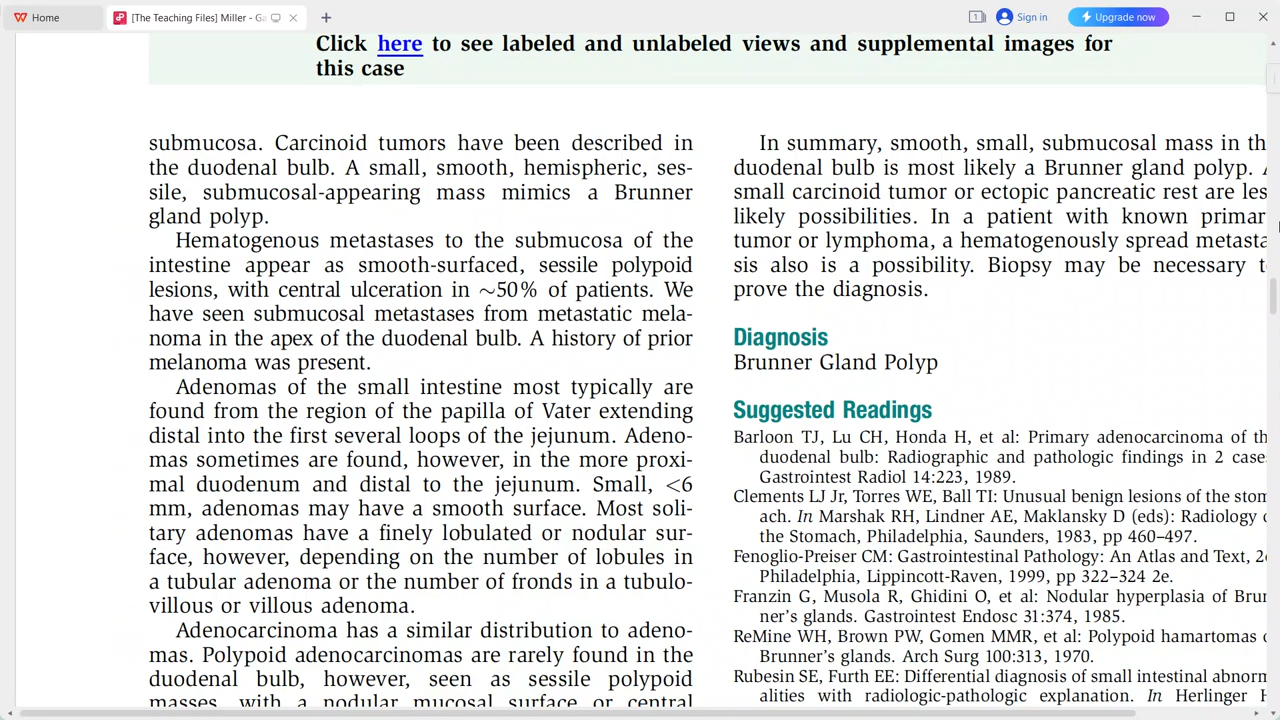 Home
[The Teaching Files] Miller - Ga
Sign in
Upgrade now
Click here to see labeled and unlabeled views and supplemental images for
this case
submucosa. Carcinoid tumors have been described in
the duodenal bulb. A small, smooth, hemispheric, ses-
sile, submucosal-appearing mass mimics a Brunner
gland polyp.
Hematogenous metastases to the submucosa of the
intestine appear as smooth-surfaced, sessile polypoid
lesions, with central ulceration in ~50% of patients. We
have seen submucosal metastases from metastatic mela-
noma in the apex of the duodenal bulb. A history of prior
melanoma was present.
Adenomas of the small intestine most typically are
found from the region of the papilla of Vater extending
distal into the first several loops of the jejunum. Adeno-
mas sometimes are found, however, in the more proxi-
mal duodenum and distal to the jejunum. Small, <6
mm, adenomas may have a smooth surface. Most soli-
tary adenomas have a finely lobulated or nodular sur-
face, however, depending on the number of lobules in
a tubular adenoma or the number of fronds in a tubulo-
villous or villous adenoma.
Adenocarcinoma has a similar distribution to adeno-
mas. Polypoid adenocarcinomas are rarely found in the
duodenal bulb, however, seen as sessile polypoid
masses, with a nodular mucosal surface or central
In summary, smooth, small, submucosal mass in th
duodenal bulb is most likely a Brunner gland polyp. A
small carcinoid tumor or ectopic pancreatic rest are les
likely possibilities. In a patient with known primar
tumor or lymphoma, a hematogenously spread metasta
sis also is a possibility. Biopsy may be necessary t
prove the diagnosis.
Diagnosis
Brunner Gland Polyp
Suggested Readings
Barloon TJ, Lu CH, Honda H, et al: Primary adenocarcinoma of th
duodenal bulb: Radiographic and pathologic findings in 2 case
Gastrointest Radiol 14:223, 1989.
Clements LJ Jr, Torres WE, Ball TI: Unusual benign lesions of the stom
ach. In Marshak RH, Lindner AE, Maklansky D (eds): Radiology o
the Stomach, Philadelphia, Saunders, 1983, pp 460–497.
Fenoglio-Preiser CM: Gastrointestinal Pathology: An Atlas and Text, 2e
Philadelphia, Lippincott-Raven, 1999, pp 322–324 2e.
Franzin G, Musola R, Ghidini O, et al: Nodular hyperplasia of Brun
ner's glands. Gastrointest Endosc 31:374, 1985.
ReMine WH, Brown PW, Gomen MMR, et al: Polypoid hamartomas o
Brunner's glands. Arch Surg 100:313, 1970.
Rubesin SE, Furth EE: Differential diagnosis of small intestinal abnorm
alities with radiologic-pathologic explanation. In Herlinger H